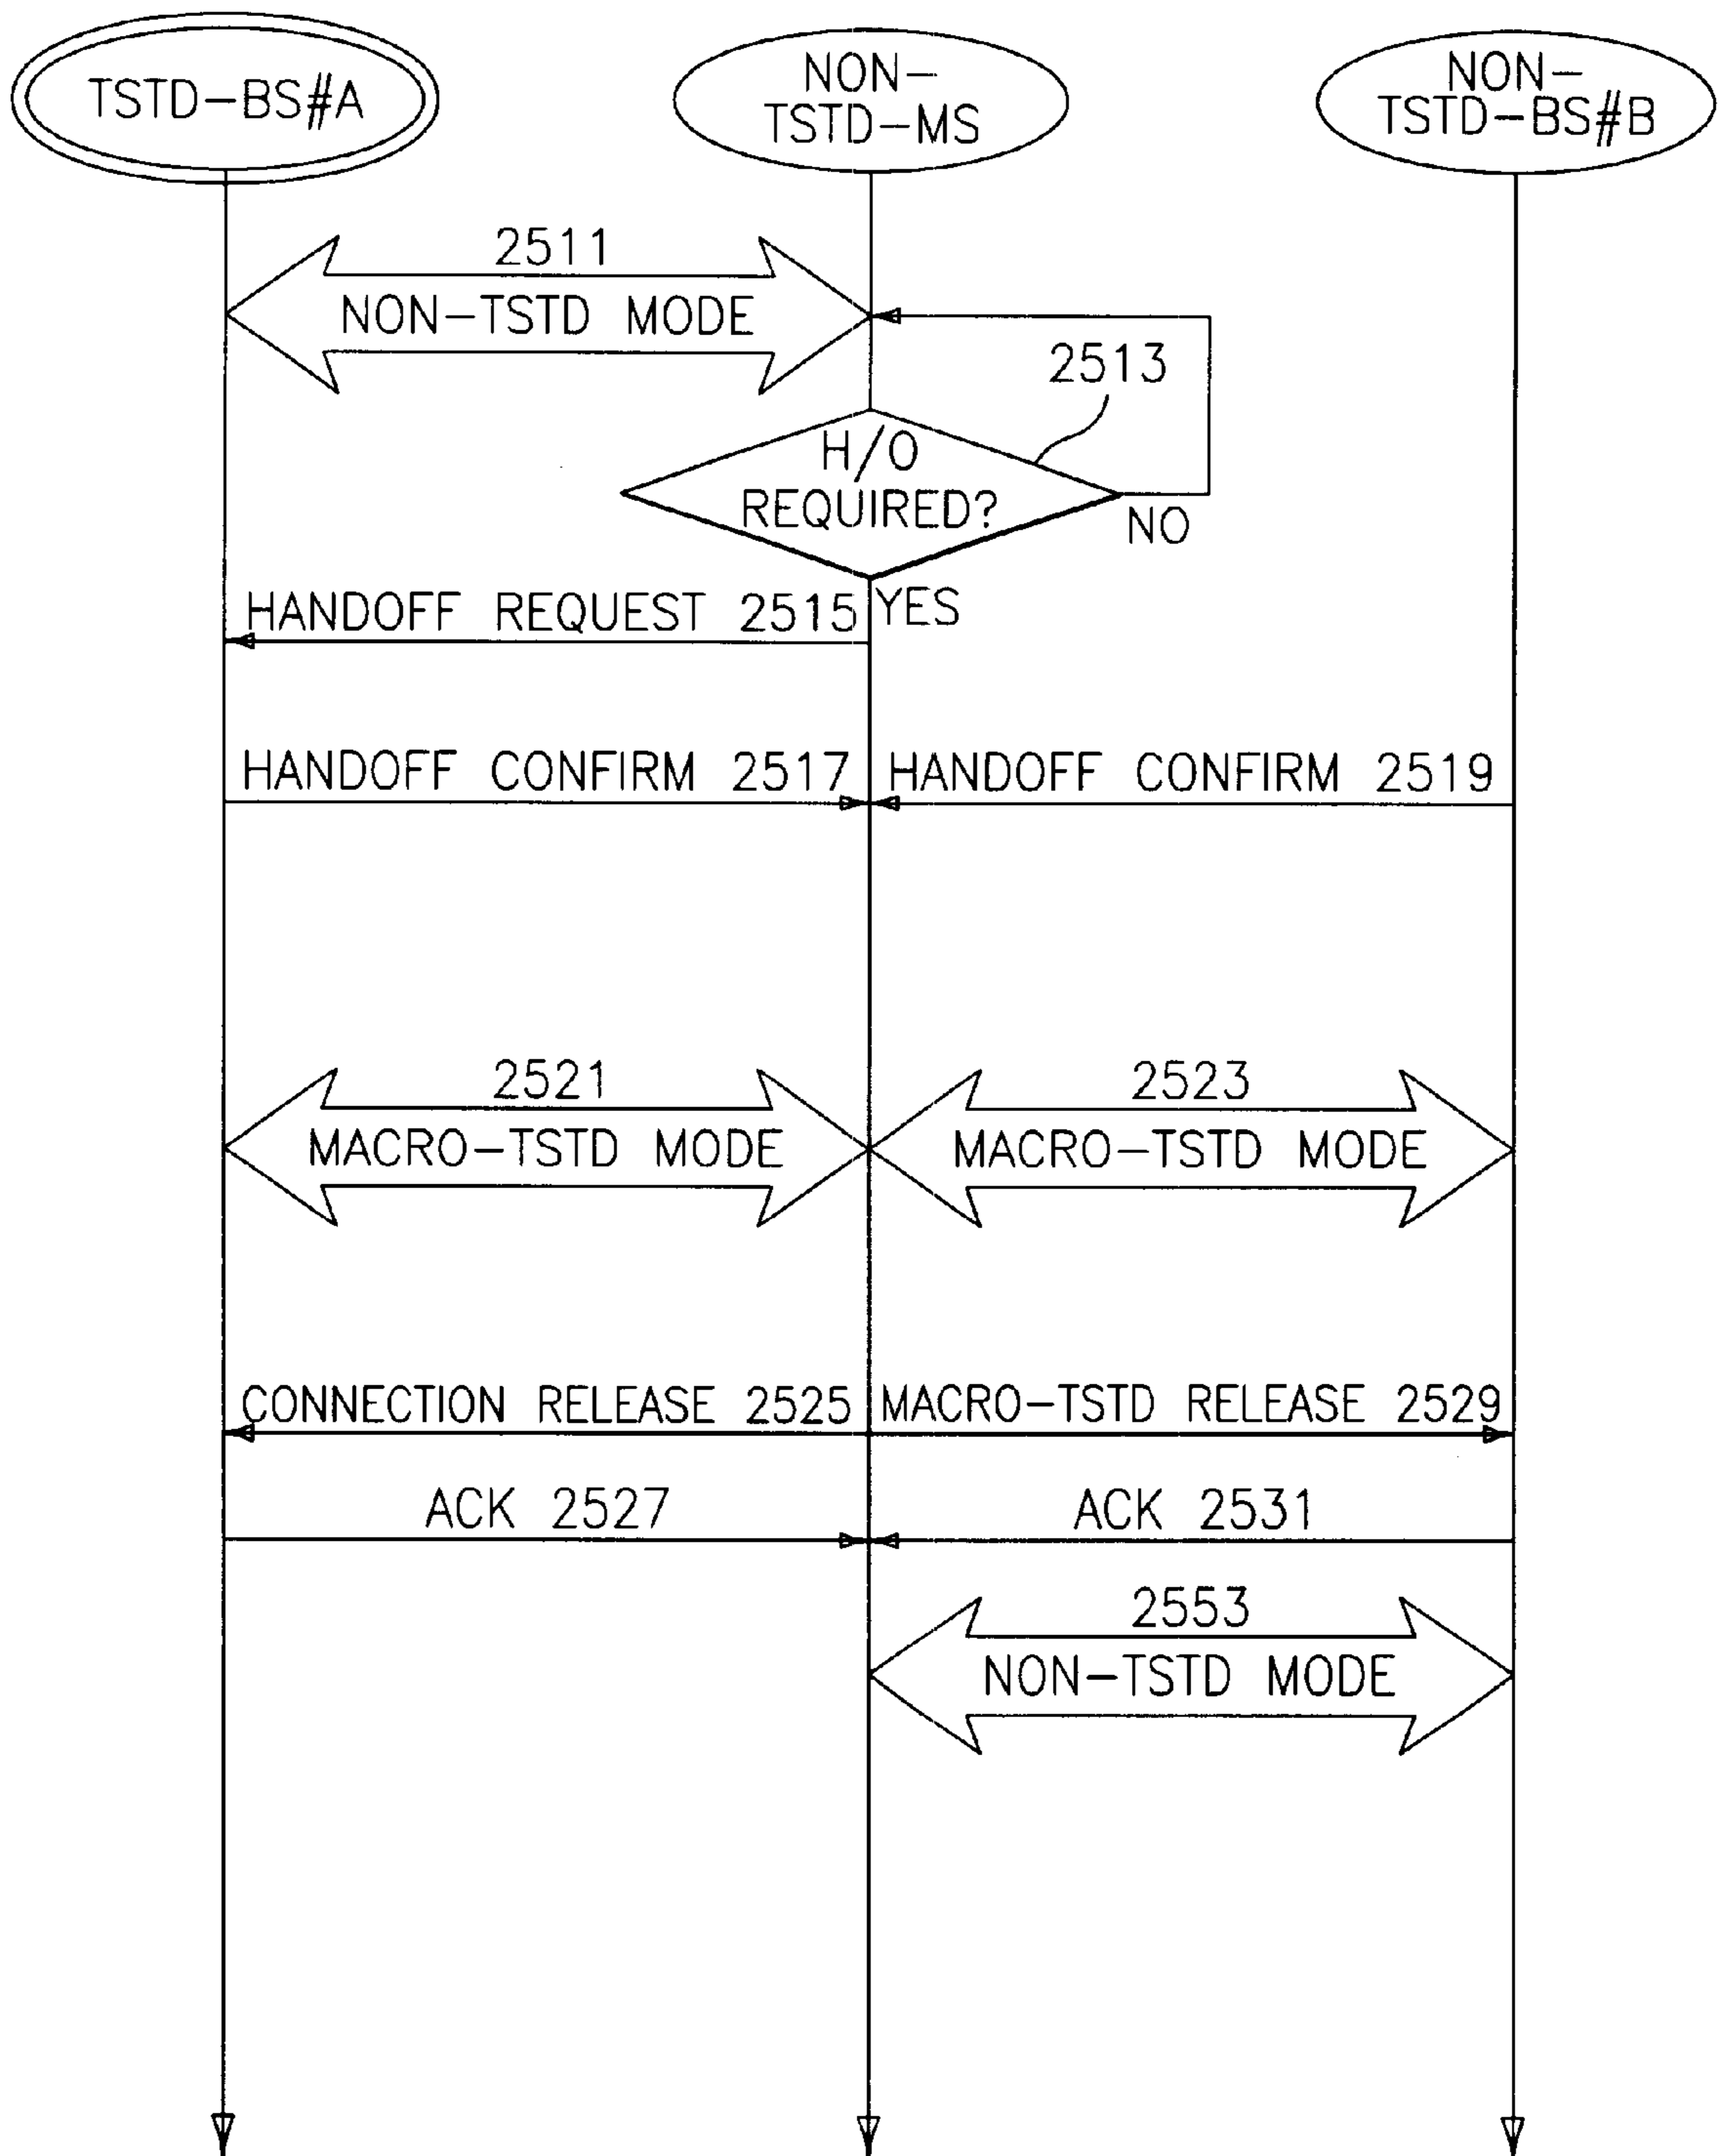 TSTD-BS#A
NON-
TSTD-MS
NON-
TSTD-BS#B
2511
NON-TSTD MODE
2513
H/O
REQUIRED?
NO
YES
HANDOFF REQUEST 2515
HANDOFF CONFIRM 2517
HANDOFF CONFIRM 2519
2521
MACRO-TSTD MODE
2523
MACRO-TSTD MODE
CONNECTION RELEASE 2525
MACRO-TSTD RELEASE 2529
ACK 2527
ACK 2531
2553
NON-TSTD MODE